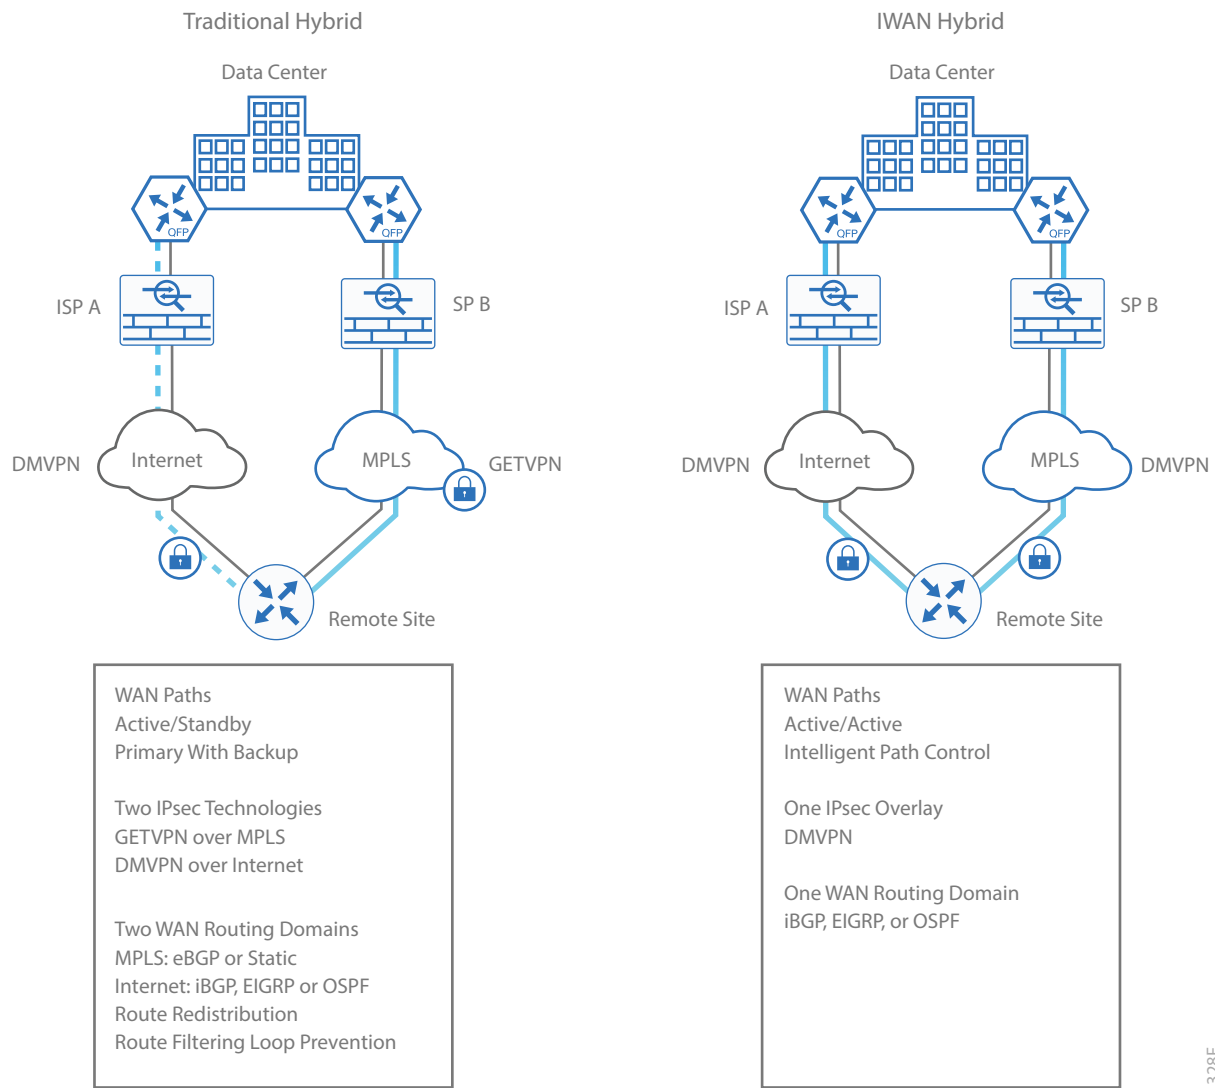 Traditional Hybrid
Data Center
QFP
QFP
ISP A
SP B
DMVPN
Internet
MPLS
GETVPN
Remote Site
WAN Paths
Active/Standby
Primary With Backup
Two IPsec Technologies
GETVPN over MPLS
DMVPN over Internet
Two WAN Routing Domains
MPLS: eBGP or Static
Internet: iBGP, EIGRP or OSPF
Route Redistribution
Route Filtering Loop Prevention
IWAN Hybrid
Data Center
QFP
QFP
ISP A
SP B
DMVPN
Internet
MPLS
DMVPN
Remote Site
WAN Paths
Active/Active
Intelligent Path Control
One IPsec Overlay
DMVPN
One WAN Routing Domain
iBGP, EIGRP, or OSPF